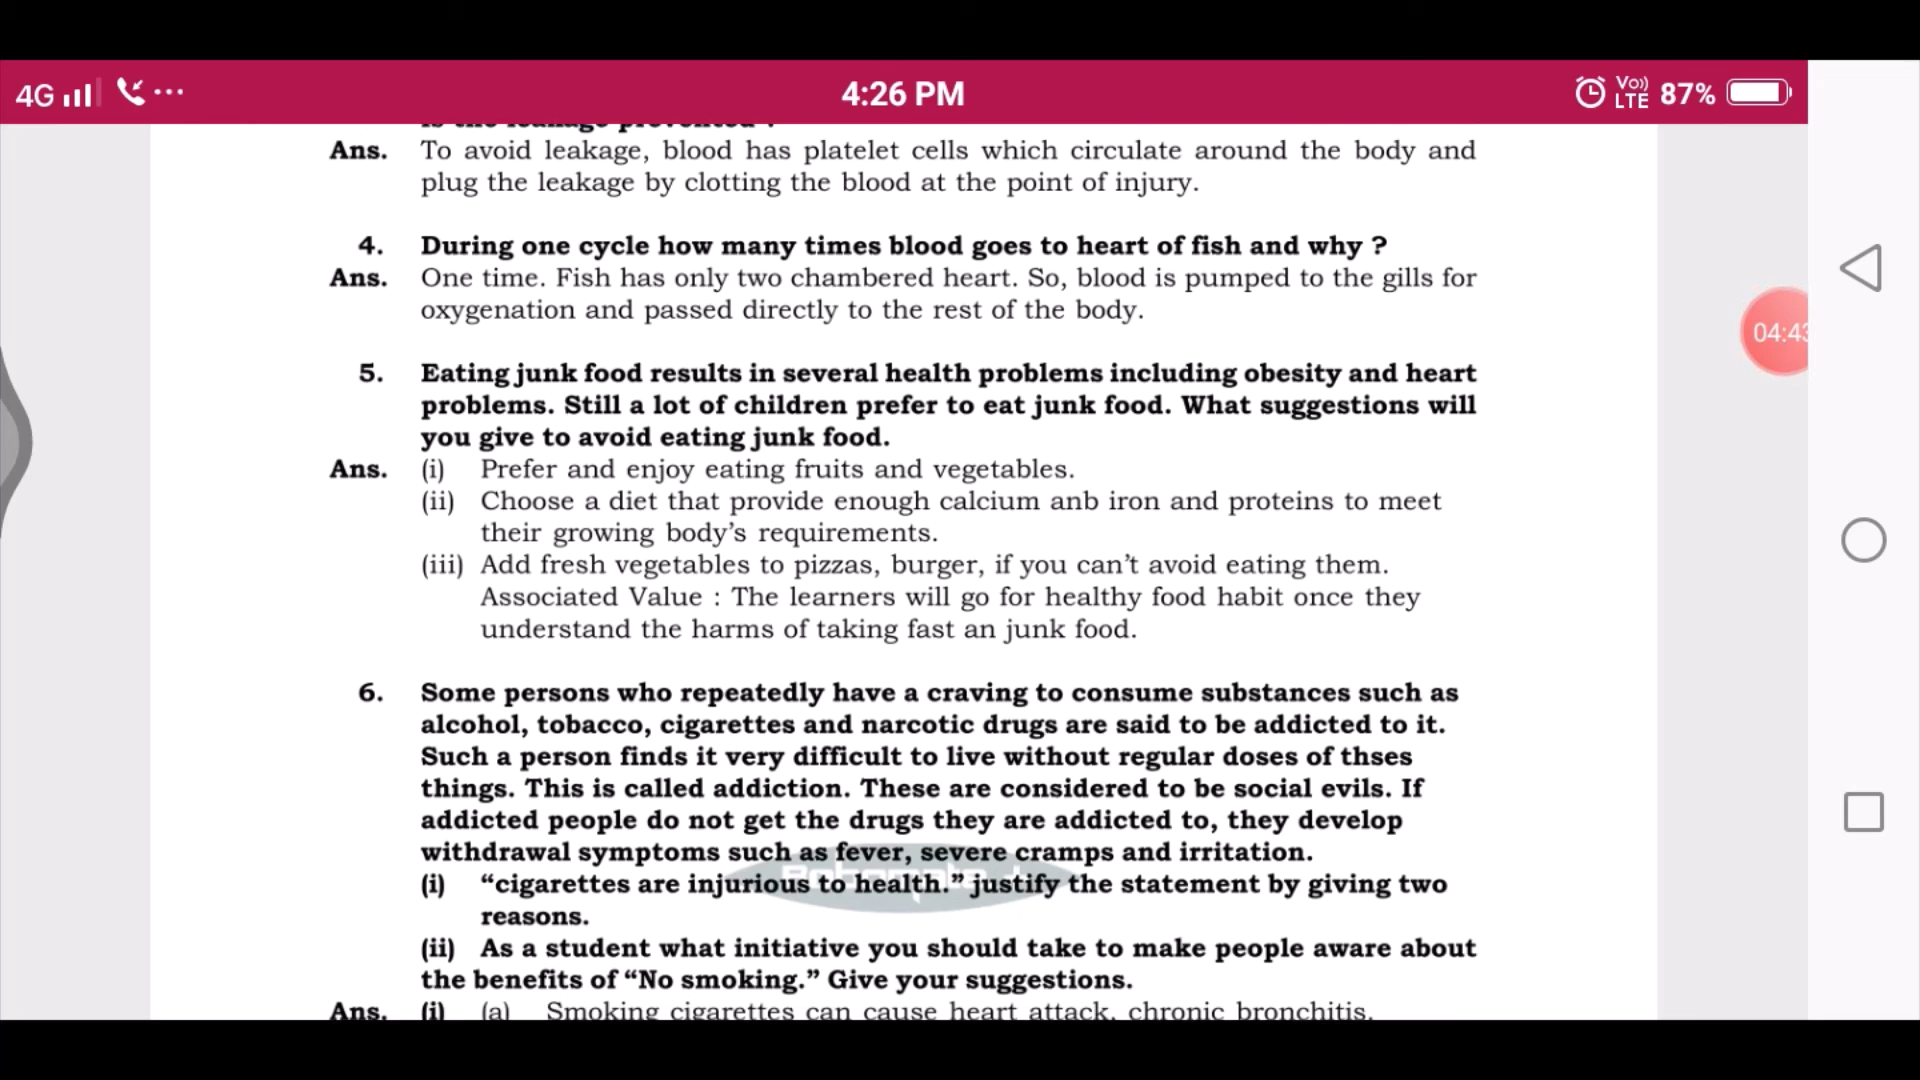 4G 4:26 PM Vo)) LTE 87%
is the leakage prevented ?
Ans. To avoid leakage, blood has platelet cells which circulate around the body and
plug the leakage by clotting the blood at the point of injury.
4. During one cycle how many times blood goes to heart of fish and why ?
Ans. One time. Fish has only two chambered heart. So, blood is pumped to the gills for
oxygenation and passed directly to the rest of the body.
04:43
5. Eating junk food results in several health problems including obesity and heart
problems. Still a lot of children prefer to eat junk food. What suggestions will
you give to avoid eating junk food.
Ans. (i) Prefer and enjoy eating fruits and vegetables.
(ii) Choose a diet that provide enough calcium anb iron and proteins to meet
their growing body's requirements.
(iii) Add fresh vegetables to pizzas, burger, if you can't avoid eating them.
Associated Value : The learners will go for healthy food habit once they
understand the harms of taking fast an junk food.
6. Some persons who repeatedly have a craving to consume substances such as
alcohol, tobacco, cigarettes and narcotic drugs are said to be addicted to it.
Such a person finds it very difficult to live without regular doses of thses
things. This is called addiction. These are considered to be social evils. If
addicted people do not get the drugs they are addicted to, they develop
withdrawal symptoms such as fever, severe cramps and irritation.
(i) “cigarettes are injurious to health.” justify the statement by giving two
reasons.
(ii) As a student what initiative you should take to make people aware about
the benefits of “No smoking.” Give your suggestions.
Ans. (i) (a) Smoking cigarettes can cause heart attack, chronic bronchitis,